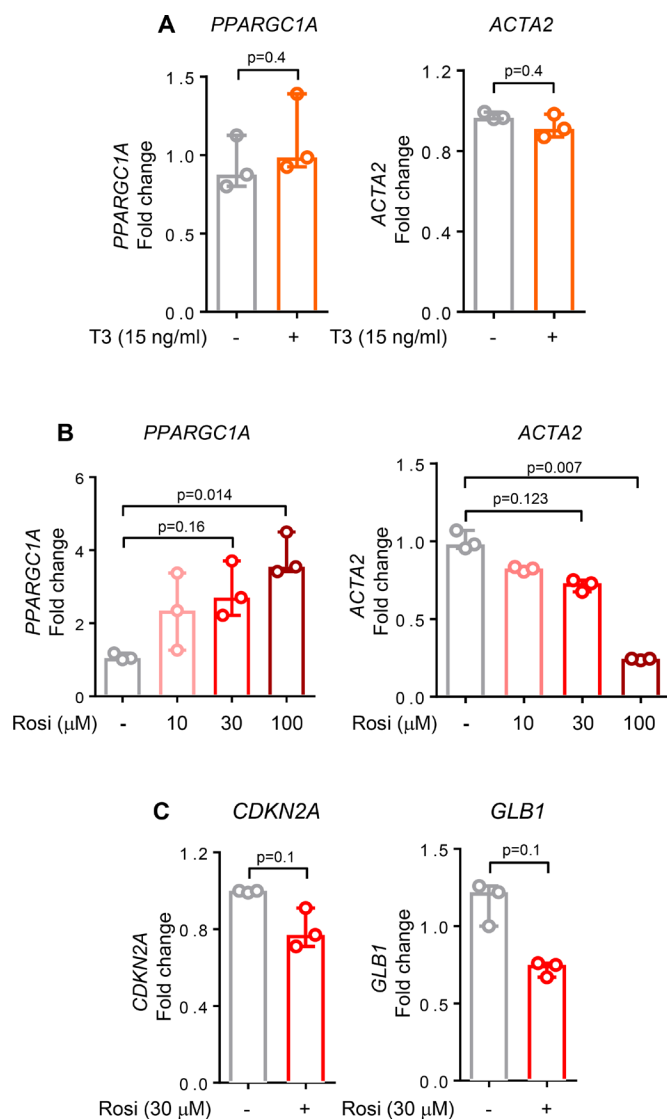 A
PPARGC1A
ACTA2
p=0.4
p=0.4
PPARGC1A
Fold change
1.5
1.0
0.5
0.0
ACTA2
Fold change
1.2
0.9
0.6
0.3
0.0
T3 (15 ng/ml) - +
T3 (15 ng/ml) - +
B
PPARGC1A
ACTA2
p=0.014
p=0.16
p=0.007
p=0.123
PPARGC1A
Fold change
6
4
2
0
ACTA2
Fold change
1.5
1.0
0.5
0.0
Rosi (μM) - 10 30 100
Rosi (μM) - 10 30 100
C
CDKN2A
GLB1
p=0.1
p=0.1
CDKN2A
Fold change
1.2
0.8
0.4
0.0
GLB1
Fold change
1.5
1.0
0.5
0.0
Rosi (30 μM) - +
Rosi (30 μM) - +